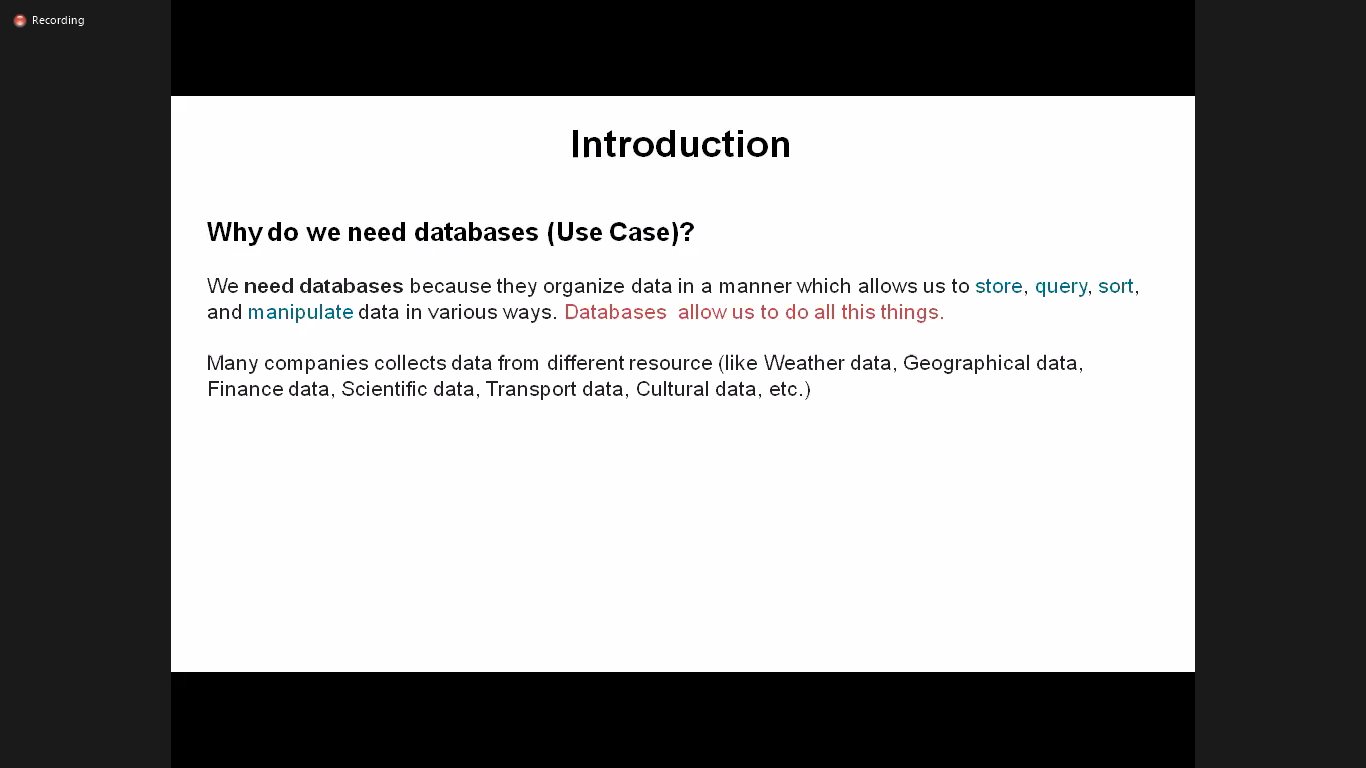 Recording
Introduction
Why do we need databases (Use Case)?
We need databases because they organize data in a manner which allows us to store, query, sort,
and manipulate data in various ways. Databases  allow us to do all this things.
Many companies collects data from different resource (like Weather data, Geographical data,
Finance data, Scientific data, Transport data, Cultural data, etc.)